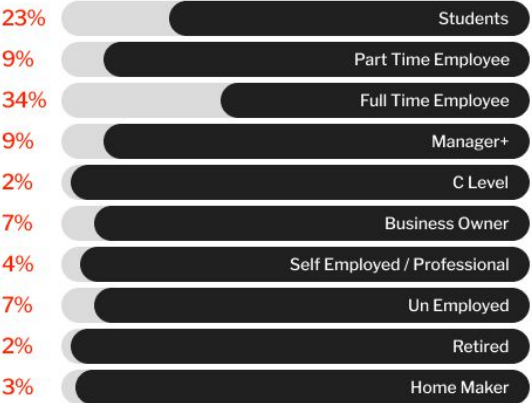 23% Students
9% Part Time Employee
34% Full Time Employee
9% Manager+
2% C Level
7% Business Owner
4% Self Employed / Professional
7% Un Employed
2% Retired
3% Home Maker